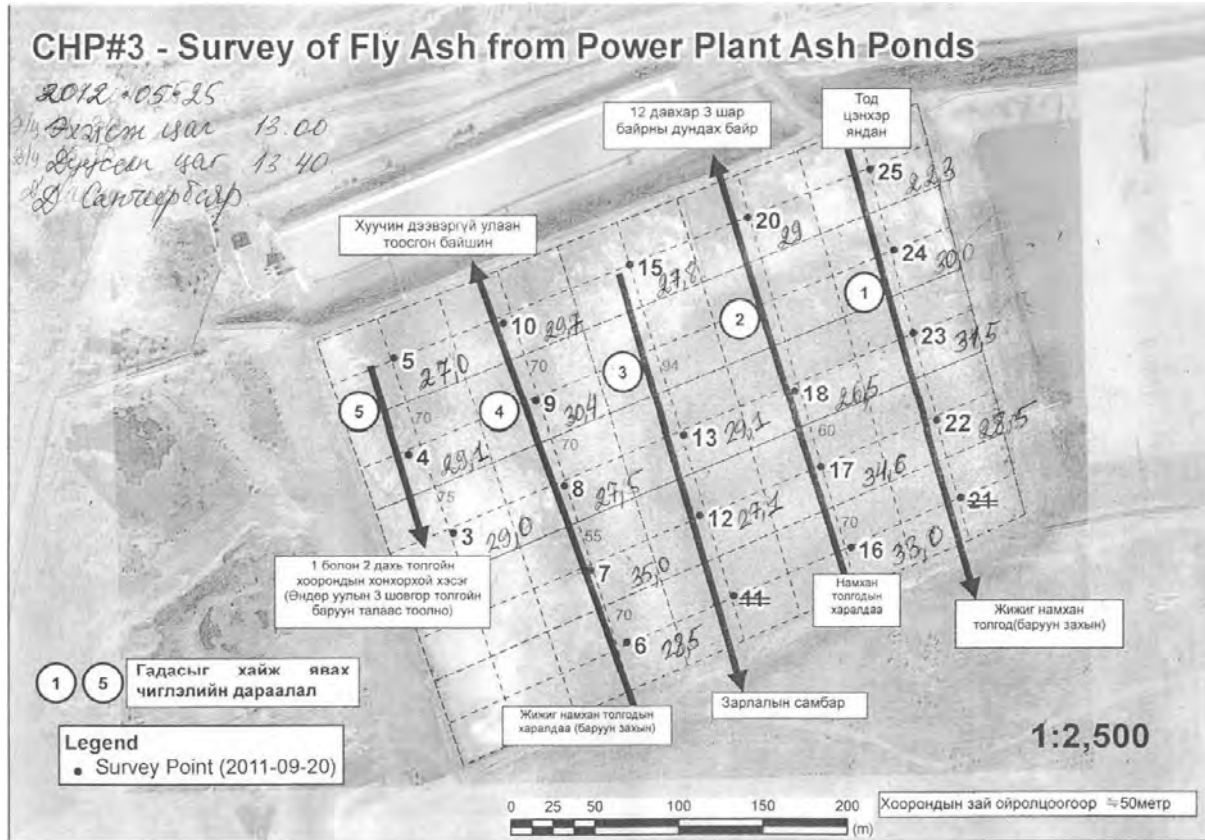 CHP#3 - Survey of Fly Ash from Power Plant Ash Ponds
2012-05-25
Эхэлсэн цаг 13.00
Дууссан цаг 13 40
12 давхар 3 шар
байрны дундах байр
Тод
цэнхэр
яндан
Хуучин дээвэргүй улаан
тоосгон байшин
25
22,3
20
29
24
30,0
15
27,8
1
2
23
31,5
10
29,7
5
27,0
70
3
94
5
4
9
30,4
18
26,5
22
28,5
70
70
13
29,1
60
4
29,1
17
34,6
8
27,5
21
75
12
27,1
70
3
29,0
55
16
33,0
7
35,0
11
70
6
28,5
1 болон 2 дахь толгойн
хоорондын хонхорхой хэсэг
(Өндөр уулын 3 шовгор толгойн
баруун талаас тоолно)
Намхан
толгодын
харалдаа
Жижиг намхан
толгод(баруун захын)
1 5
Гадасыг хайж явах
чиглэлийн дараалал
Жижиг намхан толгодын
харалдаа (баруун захын)
Зарлалын самбар
Legend
Survey Point (2011-09-20)
1:2,500
0 25 50 100 150 200
(m)
Хоорондын зай ойролцоогоор ≒50метр